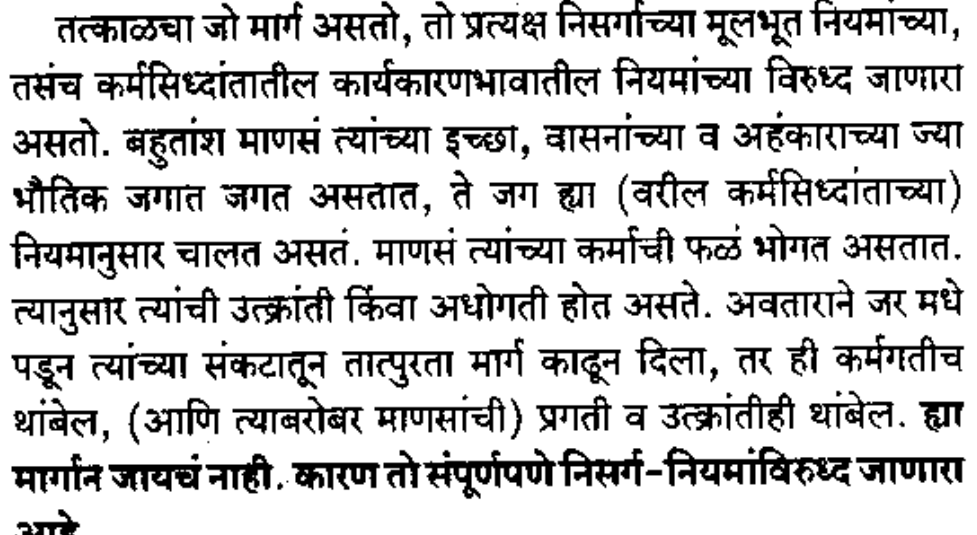 तत्काळचा जो मार्ग असतो, तो प्रत्यक्ष निसर्गाच्या मूलभूत नियमांच्या,
तसंच कर्मसिध्दांतातील कार्यकारणभावातील नियमांच्या विरुध्द जाणारा
असतो. बहुतांश माणसं त्यांच्या इच्छा, वासनांच्या व अहंकाराच्या ज्या
भौतिक जगात जगत असतात, ते जग ह्या (वरील कर्मसिध्दांताच्या)
नियमानुसार चालत असतं. माणसं त्यांच्या कर्माची फळं भोगत असतात.
त्यानुसार त्यांची उत्क्रांती किंवा अधोगती होत असते. अवताराने जर मधे
पडून त्यांच्या संकटातून तात्पुरता मार्ग काढून दिला, तर ही कर्मगतीच
थांबेल, (आणि त्याबरोबर माणसांची) प्रगती व उत्क्रांतीही थांबेल. ह्या
मार्गानं जायचं नाही. कारण तो संपूर्णपणे निसर्ग-नियमांविरुध्द जाणारा
आहे